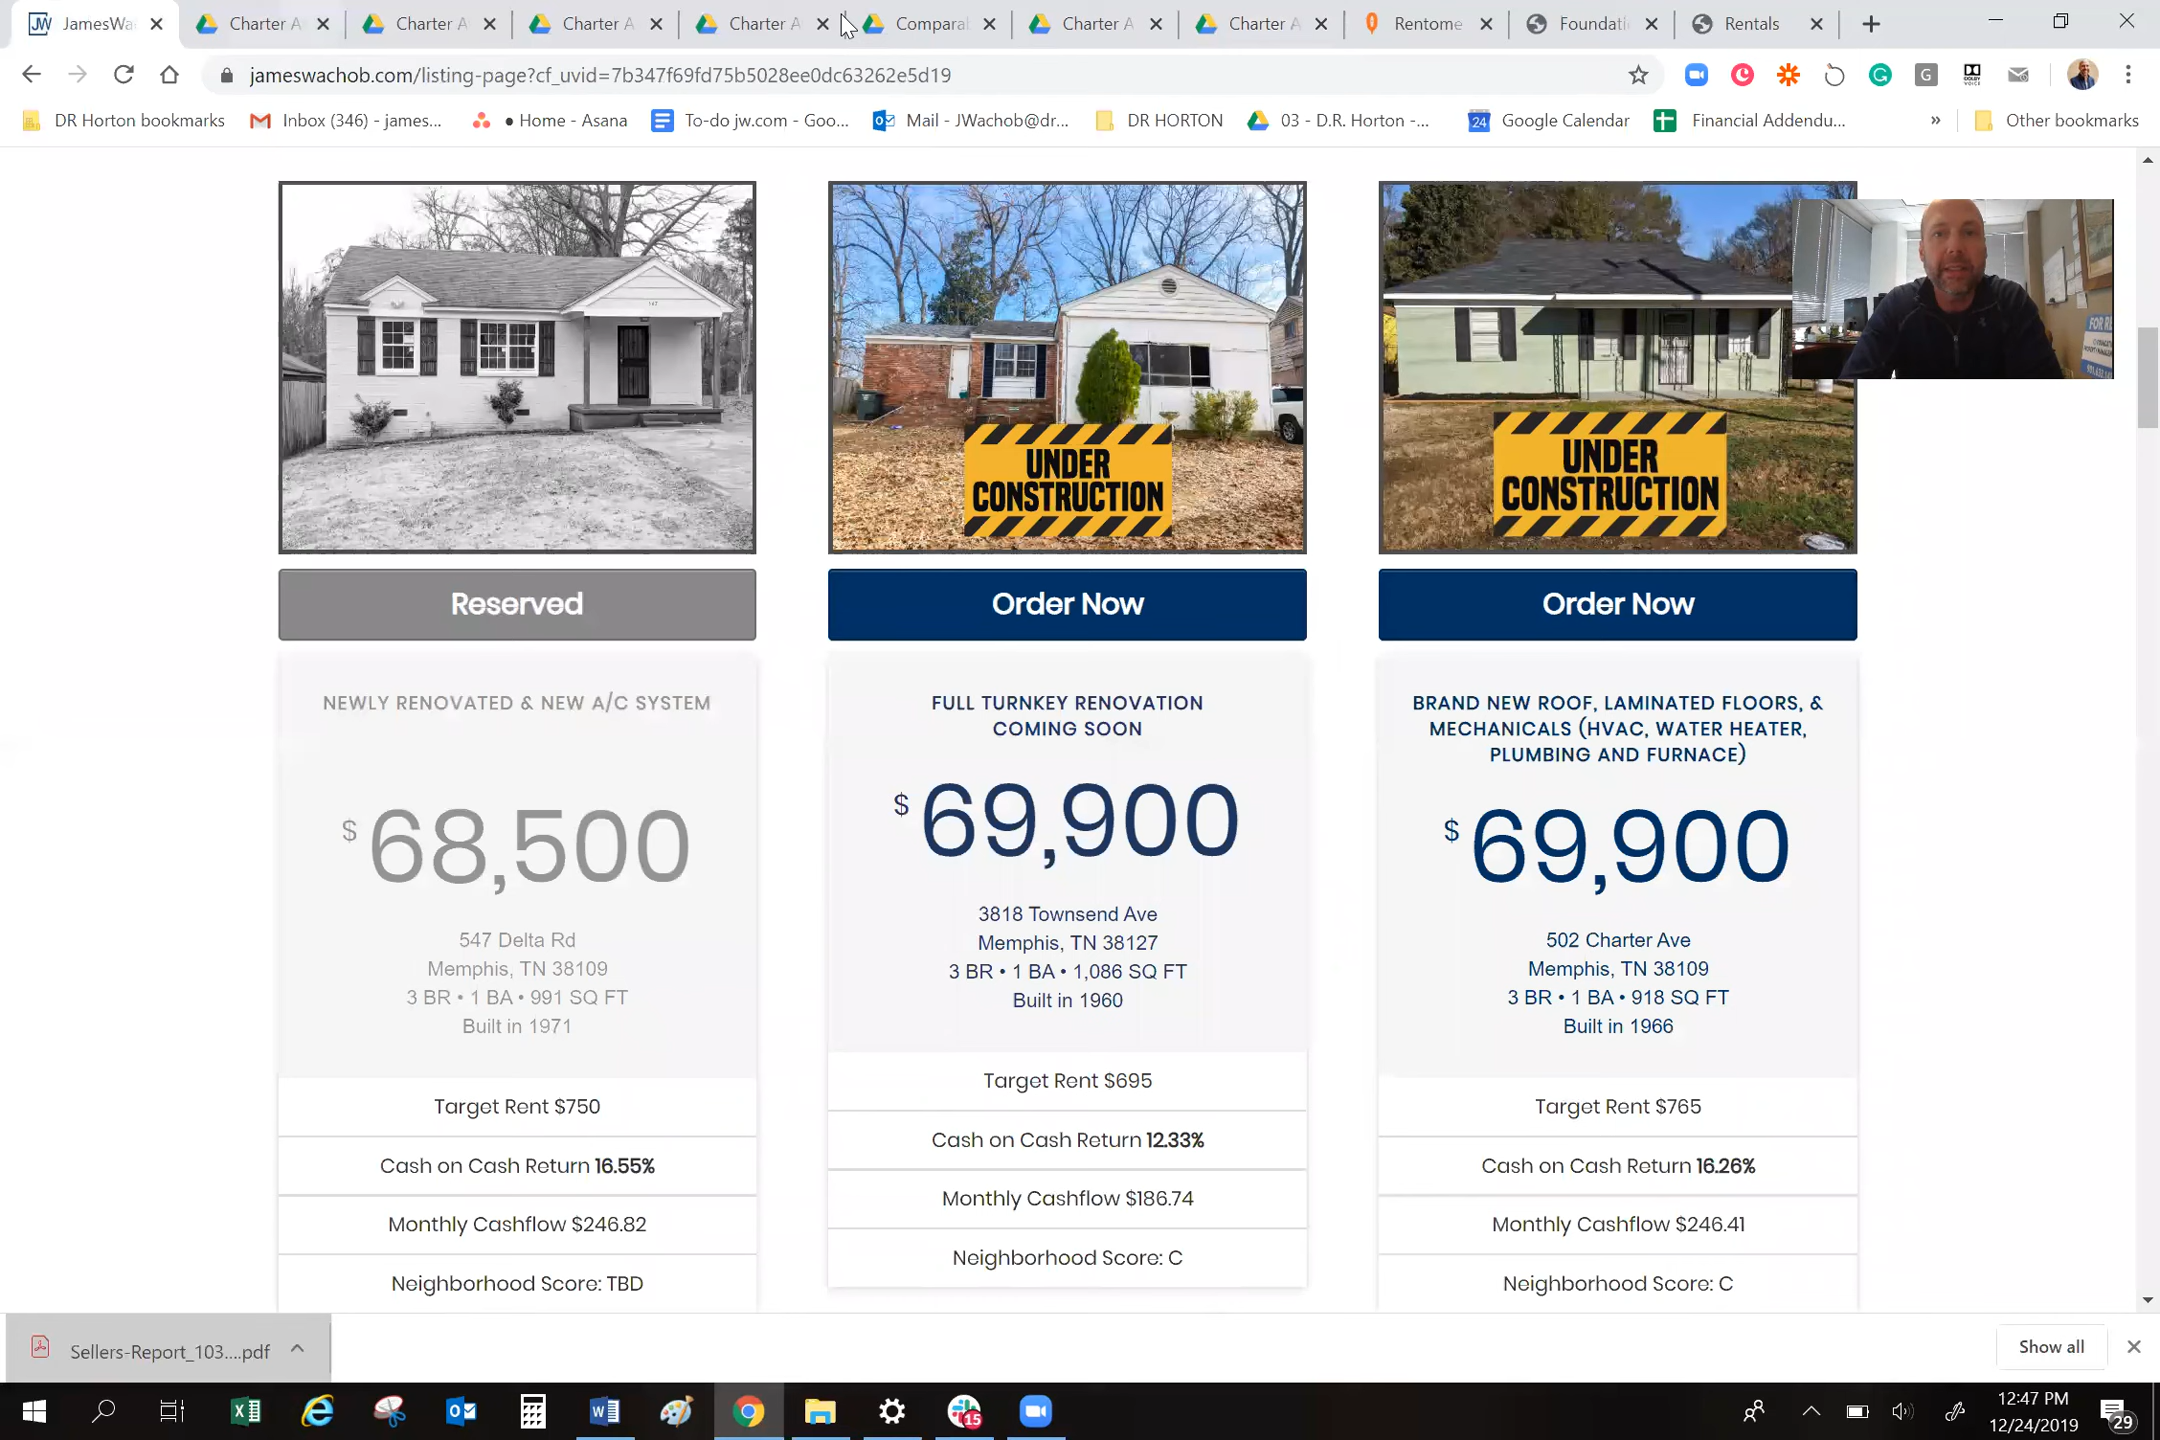 JamesWa
Charter A
Charter A
Charter A
Charter A
Compara
Charter A
Charter A
Rentome
Foundati
Rentals
jameswachob.com/listing-page?cf_uvid=7b347f69fd75b5028ee0dc63262e5d19
DR Horton bookmarks
Inbox (346) - james...
• Home - Asana
To-do jw.com - Goo...
Mail - JWachob@dr...
DR HORTON
03 - D.R. Horton -...
24
Google Calendar
Financial Addendu...
»
Other bookmarks
UNDER
CONSTRUCTION
UNDER
CONSTRUCTION
FOR RE
Reserved
Order Now
Order Now
NEWLY RENOVATED & NEW A/C SYSTEM
$ 68,500
547 Delta Rd
Memphis, TN 38109
3 BR • 1 BA • 991 SQ FT
Built in 1971
Target Rent $750
Cash on Cash Return 16.55%
Monthly Cashflow $246.82
Neighborhood Score: TBD
FULL TURNKEY RENOVATION
COMING SOON
$ 69,900
3818 Townsend Ave
Memphis, TN 38127
3 BR • 1 BA • 1,086 SQ FT
Built in 1960
Target Rent $695
Cash on Cash Return 12.33%
Monthly Cashflow $186.74
Neighborhood Score: C
BRAND NEW ROOF, LAMINATED FLOORS, &
MECHANICALS (HVAC, WATER HEATER,
PLUMBING AND FURNACE)
$ 69,900
502 Charter Ave
Memphis, TN 38109
3 BR • 1 BA • 918 SQ FT
Built in 1966
Target Rent $765
Cash on Cash Return 16.26%
Monthly Cashflow $246.41
Neighborhood Score: C
Sellers-Report_103....pdf
Show all
15
12:47 PM
12/24/2019
29